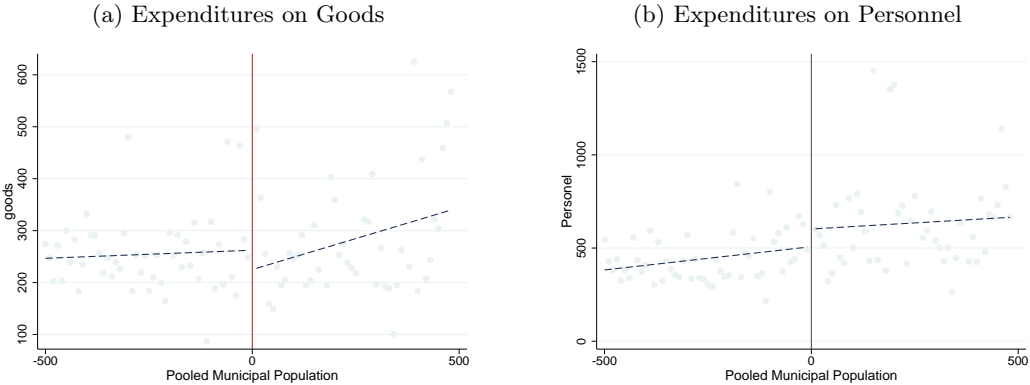 (a) Expenditures on Goods
600
500
400
300
200
100
goods
-500
0
500
Pooled Municipal Population
(b) Expenditures on Personnel
1500
1000
500
0
Personel
-500
0
500
Pooled Municipal Population